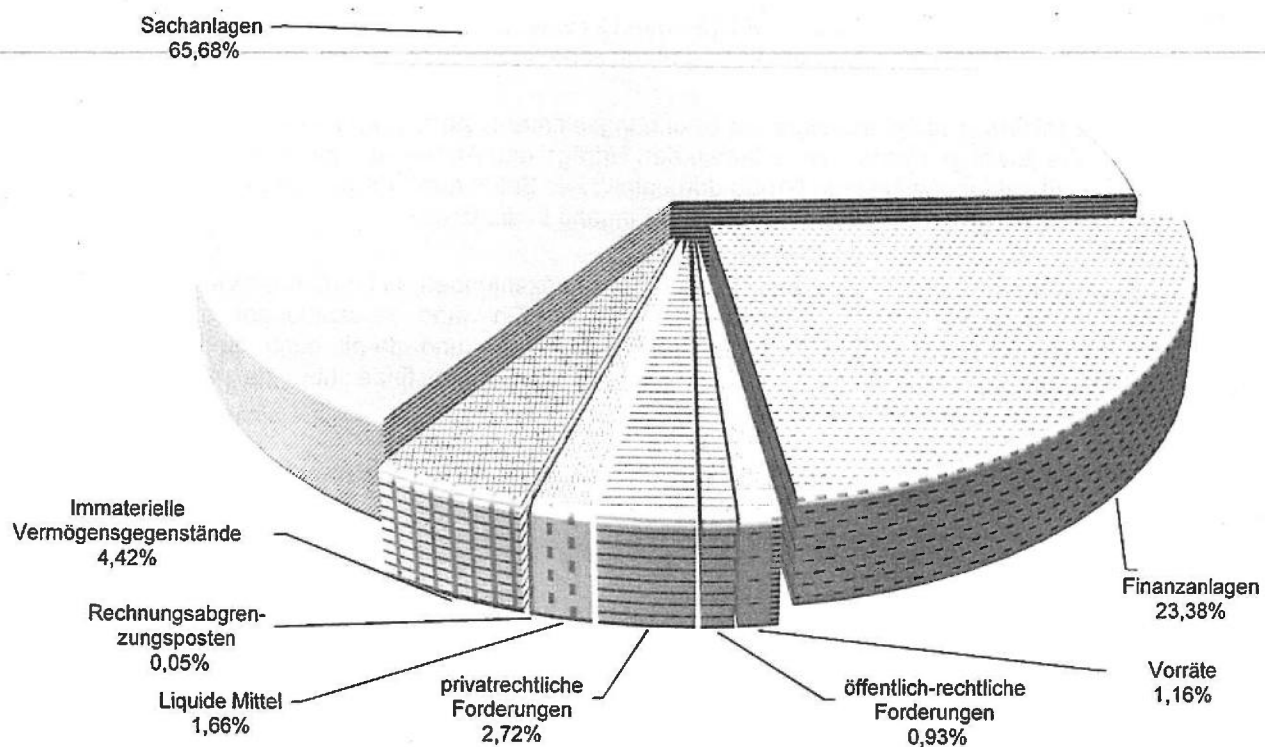 Sachanlagen
65,68%
Immaterielle
Vermögensgegenstände
4,42%
Rechnungsabgren-
zungsposten
0,05%
Liquide Mittel
1,66%
privatrechtliche
Forderungen
2,72%
öffentlich-rechtliche
Forderungen
0,93%
Vorräte
1,16%
Finanzanlagen
23,38%